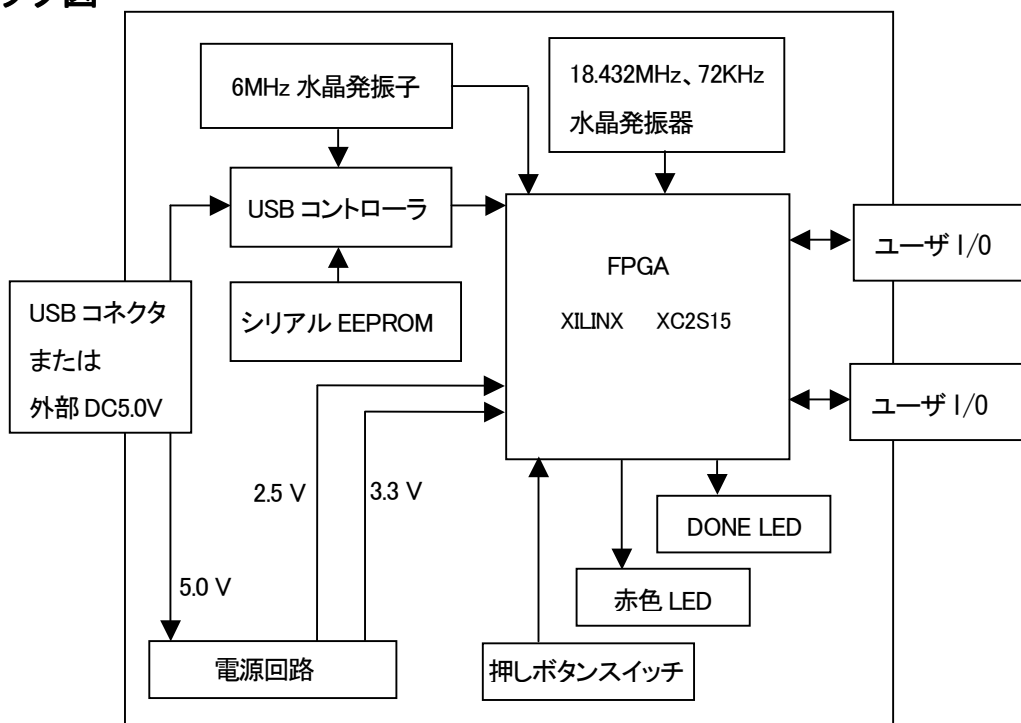 6MHz 水晶発振子
18.432MHz、72KHz
水晶発振器
USB コントローラ
シリアル EEPROM
USB コネクタ
または
外部 DC5.0V
FPGA
XILINX XC2S15
ユーザ I/0
ユーザ I/0
2.5 V
3.3 V
5.0 V
DONE LED
赤色 LED
電源回路
押しボタンスイッチ